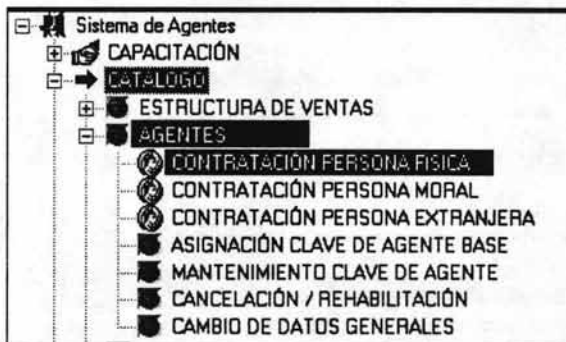 Sistema de Agentes
CAPACITACIÓN
CATALOGO
ESTRUCTURA DE VENTAS
AGENTES
CONTRATACIÓN PERSONA FISICA
CONTRATACIÓN PERSONA MORAL
CONTRATACIÓN PERSONA EXTRANJERA
ASIGNACIÓN CLAVE DE AGENTE BASE
MANTENIMIENTO CLAVE DE AGENTE
CANCELACIÓN / REHABILITACIÓN
CAMBIO DE DATOS GENERALES